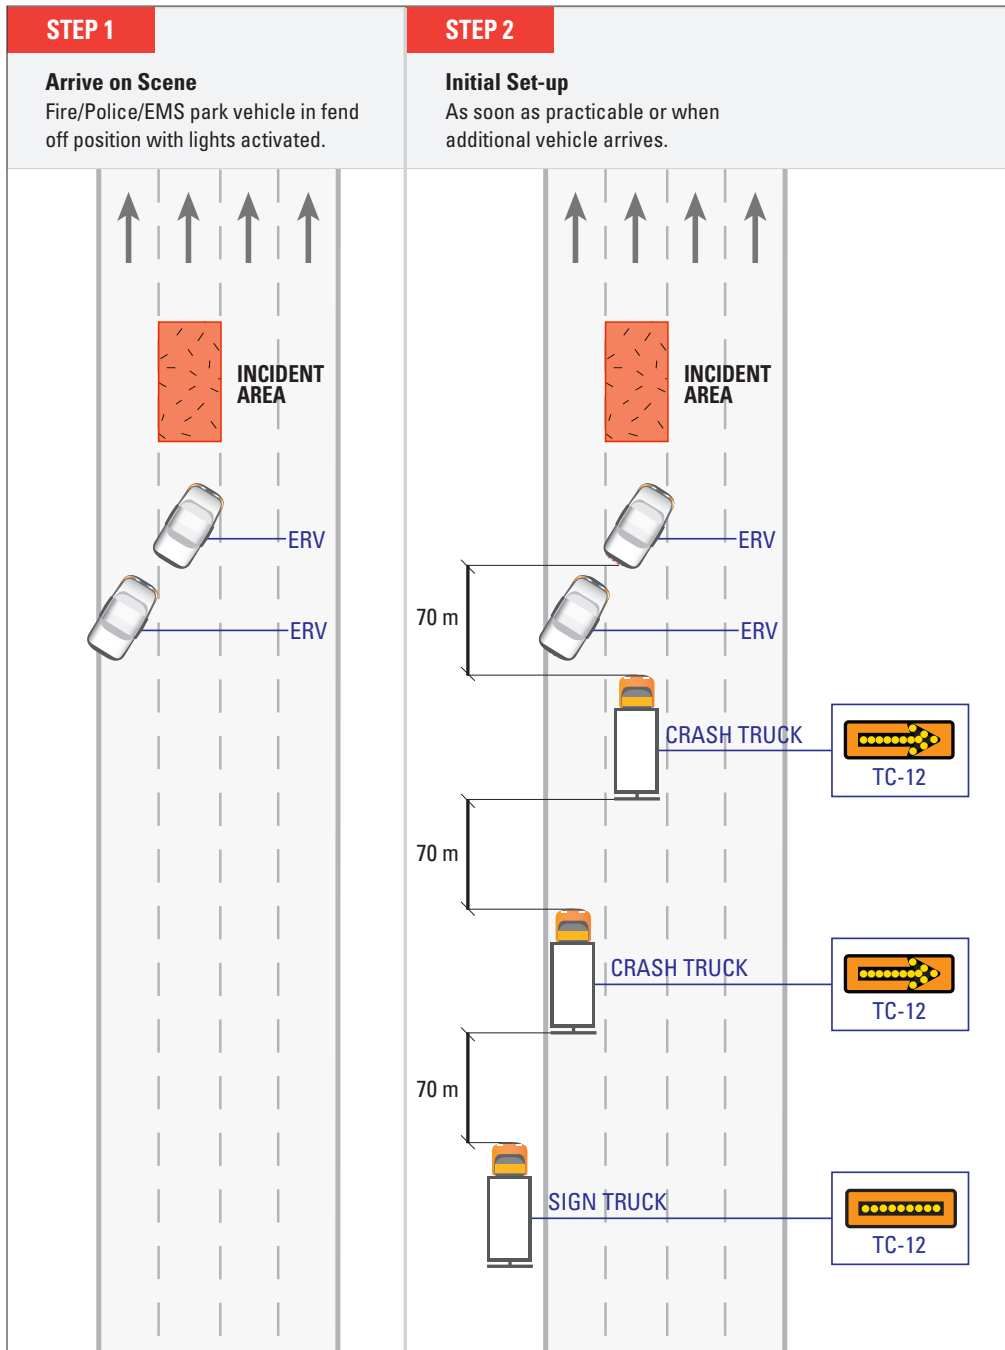 STEP 1
Arrive on Scene
Fire/Police/EMS park vehicle in fend
off position with lights activated.
INCIDENT
AREA
ERV
ERV
STEP 2
Initial Set-up
As soon as practicable or when
additional vehicle arrives.
INCIDENT
AREA
ERV
70 m
ERV
CRASH TRUCK
TC-12
70 m
CRASH TRUCK
TC-12
70 m
SIGN TRUCK
TC-12